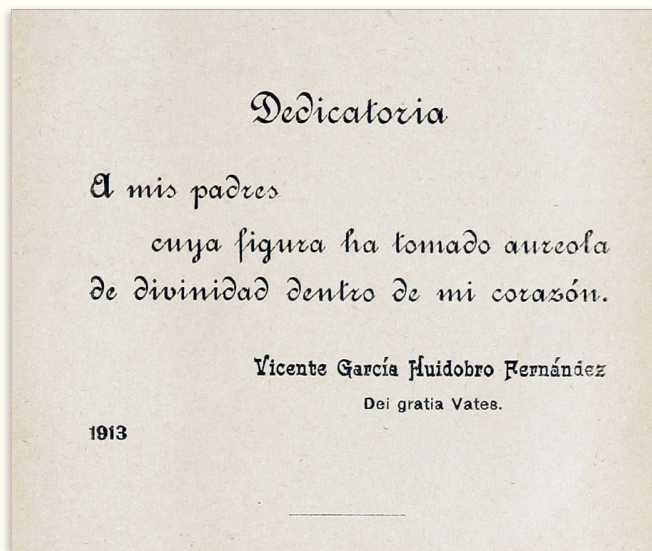 Dedicatoria
A mis padres
cuya figura ha tomado aureola
de divinidad dentro de mi corazón.
Vicente García Huidobro Fernández
Dei gratia Vates.
1913